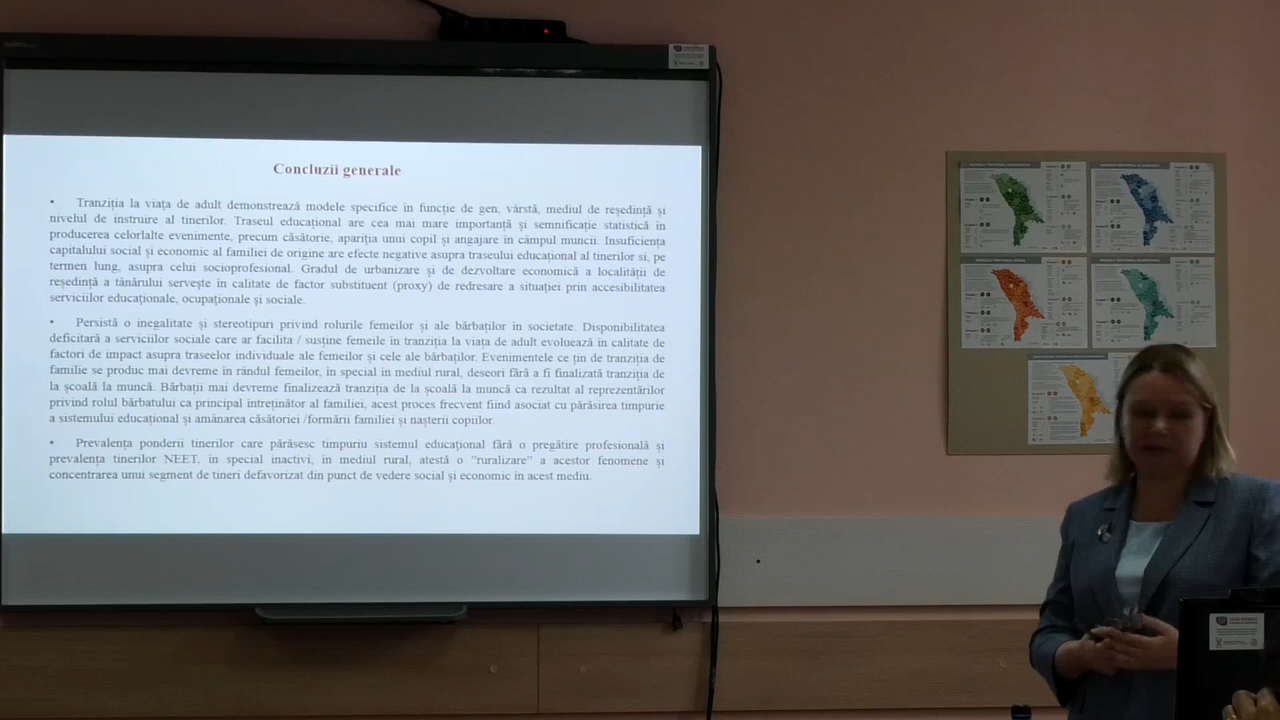 Concluzii generale
• Tranziția la viața de adult demonstrează modele specifice în funcție de gen, vârstă, mediul de reședință și
nivelul de instruire al tinerilor. Traseul educațional are cea mai mare importanță și semnificație statistică în
producerea celorlalte evenimente, precum căsătorie, apariția unui copil și angajare în câmpul muncii. Insuficiența
capitalului social și economic al familiei de origine are efecte negative asupra traseului educațional al tinerilor si, pe
termen lung, asupra celui socioprofesional. Gradul de urbanizare și de dezvoltare economică a localității de
reședință a tânărului servește în calitate de factor substituent (proxy) de redresare a situației prin accesibilitatea
serviciilor educaționale, ocupaționale și sociale.
• Persistă o inegalitate și stereotipuri privind rolurile femeilor și ale bărbaților in societate. Disponibilitatea
deficitară a serviciilor sociale care ar facilita / susține femeile in tranziția la viața de adult evoluează în calitate de
factori de impact asupra traseelor individuale ale femeilor și cele ale bărbaților. Evenimentele ce țin de tranziția de
familie se produc mai devreme în rândul femeilor, în special in mediul rural, deseori fără a fi finalizată tranziția de
la școală la muncă. Bărbații mai devreme finalizează tranziția de la școală la muncă ca rezultat al reprezentărilor
privind rolul bărbatului ca principal întreținător al familiei, acest proces frecvent fiind asociat cu părăsirea timpurie
a sistemului educațional și amânarea căsătoriei /formării familiei și nașterii copiilor.
• Prevalența ponderii tinerilor care părăsesc timpuriu sistemul educațional fără o pregătire profesională și
prevalența tinerilor NEET, in special inactivi, în mediul rural, atestă o "ruralizare" a acestor fenomene și
concentrarea unui segment de tineri defavorizat din punct de vedere social și economic în acest mediu.